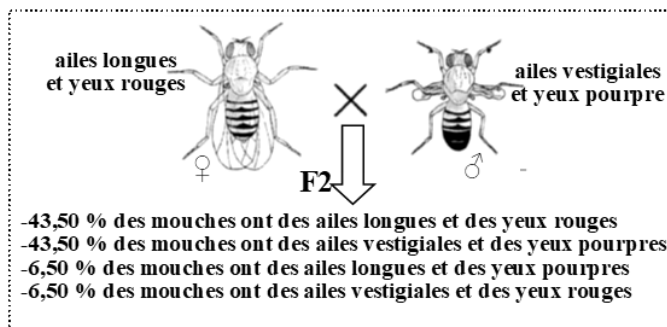 ailes longues
et yeux rouges
ailes vestigiales
et yeux pourpre
♀
♂
F2
-43,50 % des mouches ont des ailes longues et des yeux rouges
-43,50 % des mouches ont des ailes vestigiales et des yeux pourpres
-6,50 % des mouches ont des ailes longues et des yeux pourpres
-6,50 % des mouches ont des ailes vestigiales et des yeux rouges